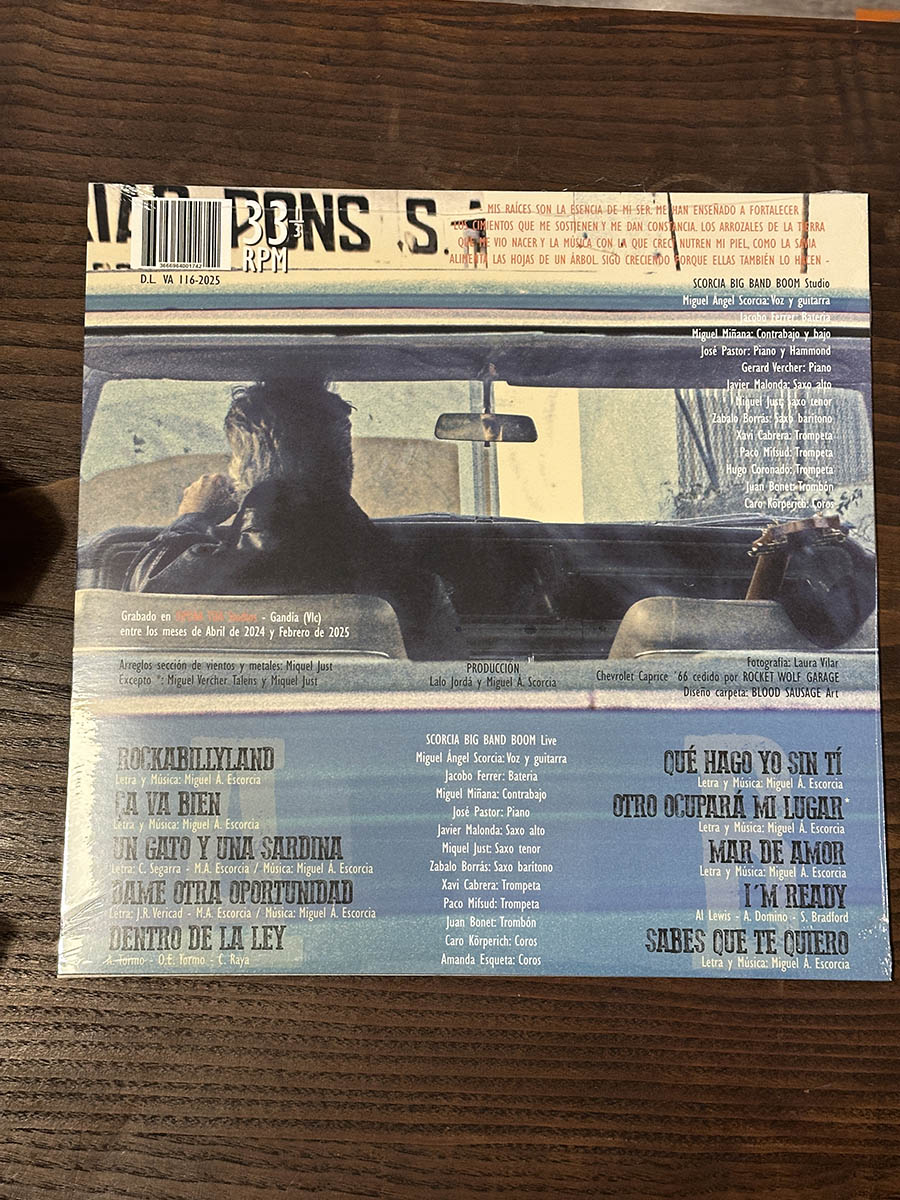 PONS S.A
33 1/3
RPM
3666964001742
D.L. VA 116-2025
- MIS RAÍCES SON LA ESENCIA DE MI SER. ME HAN ENSEÑADO A FORTALECER
LOS CIMIENTOS QUE ME SOSTIENEN Y ME DAN CONSTANCIA. LOS ARROZALES DE LA TIERRA
QUE ME VIO NACER Y LA MÚSICA CON LA QUE CRECÍ NUTREN MI PIEL, COMO LA SAVIA
ALIMENTA LAS HOJAS DE UN ÁRBOL. SIGO CRECIENDO PORQUE ELLAS TAMBIÉN LO HACEN -
SCORCIA BIG BAND BOOM Studio
Miguel Ángel Scorcia: Voz y guitarra
Jacobo Ferrer: Bateria
Miguel Miñana: Contrabajo y bajo
José Pastor: Piano y Hammond
Gerard Vercher: Piano
Javier Malonda: Saxo alto
Miquel Just: Saxo tenor
Zabalo Borrás: Saxo baritono
Xavi Cabrera: Trompeta
Paco Mifsud: Trompeta
Hugo Coronado: Trompeta
Juan Bonet: Trombón
Caro Körperich: Coros
Grabado en - Gandía (Vlc)
entre los meses de Abril de 2024 y Febrero de 2025
Arreglos sección de vientos y metales: Miquel Just
Excepto *: Miguel Vercher Talens y Miquel Just
PRODUCCIÓN
Lalo Jordá y Miguel Á. Scorcia
Fotografía: Laura Vilar
Chevrolet Caprice ´66 cedido por ROCKET WOLF GARAGE
Diseño carpeta: BLOOD SAUSAGE Art
ROCKABILLYLAND
Letra y Música: Miguel Á. Escorcia
ÇA VA BIEN
Letra y Música: Miguel Á. Escorcia
UN GATO Y UNA SARDINA
Letra: C. Segarra - M.A. Escorcia / Música: Miguel Á. Escorcia
DAME OTRA OPORTUNIDAD
Letra: J.R. Vericad - M.A. Escorcia / Música: Miguel Á. Escorcia
DENTRO DE LA LEY
A. Tormo - O.E. Tormo - C. Raya
SCORCIA BIG BAND BOOM Live
Miguel Ángel Scorcia: Voz y guitarra
Jacobo Ferrer: Bateria
Miguel Miñana: Contrabajo
José Pastor: Piano
Javier Malonda: Saxo alto
Miquel Just: Saxo tenor
Zabalo Borrás: Saxo baritono
Xavi Cabrera: Trompeta
Paco Mifsud: Trompeta
Juan Bonet: Trombón
Caro Körperich: Coros
Amanda Esqueta: Coros
QUÉ HAGO YO SIN TÍ
Letra y Música: Miguel Á. Escorcia
OTRO OCUPARÁ MI LUGAR*
Letra y Música: Miguel Á. Escorcia
MAR DE AMOR
Letra y Música: Miguel Á. Escorcia
I´M READY
Al Lewis - A. Domino - S. Bradford
SABES QUE TE QUIERO
Letra y Música: Miguel Á. Escorcia